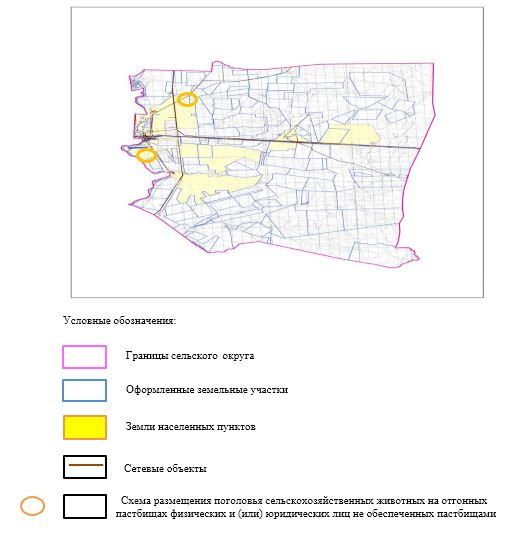 Условные обозначения:
Границы сельского округа
Оформленные земельные участки
Земли населенных пунктов
Сетевые объекты
Схема размещения поголовья сельскохозяйственных животных на отгонных
пастбищах физических и (или) юридических лиц не обеспеченных пастбищами